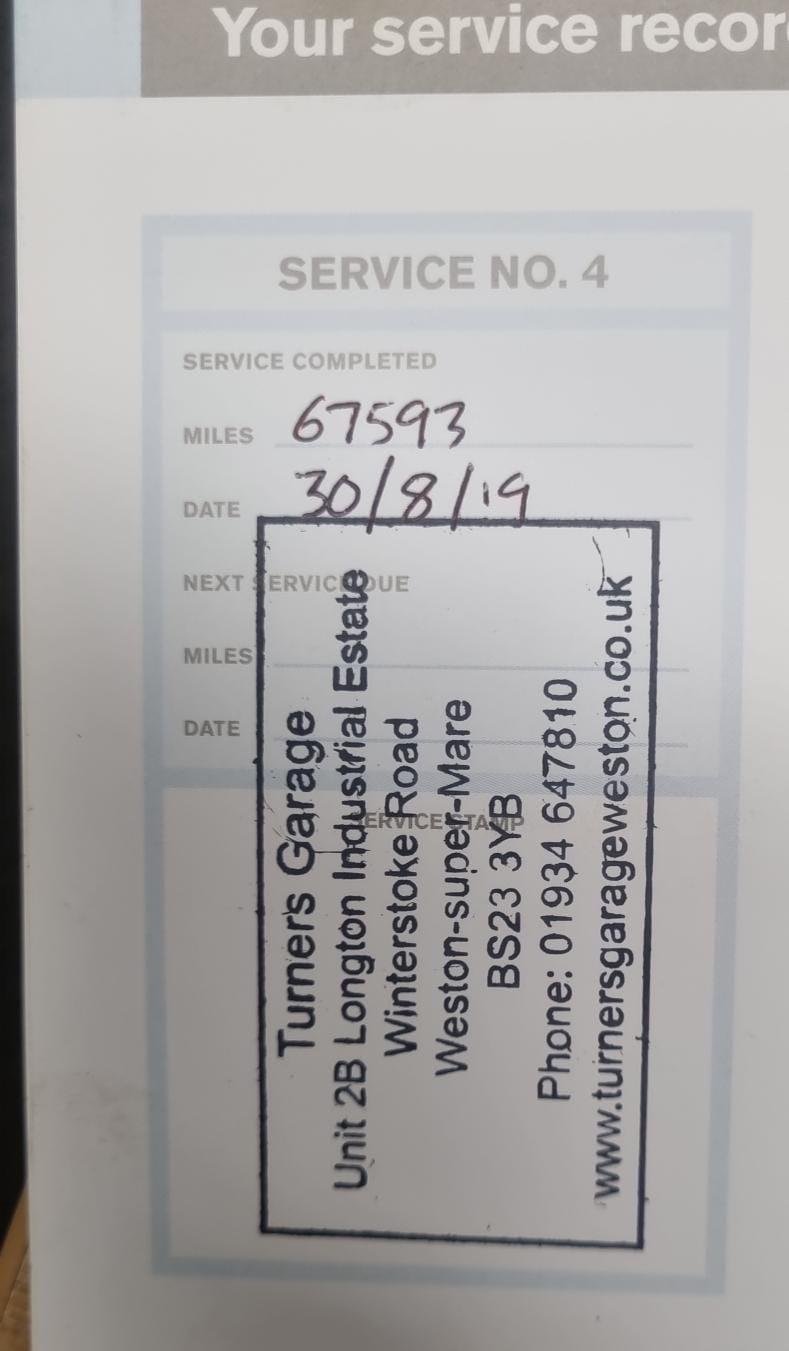 Your service recor
SERVICE NO. 4
SERVICE COMPLETED
MILES 67593
DATE 30/8/19
NEXT SERVICE DUE
MILES
DATE
SERVICE STAMP
Turners Garage
Unit 2B Longton Industrial Estate
Winterstoke Road
Weston-super-Mare
BS23 3YB
Phone: 01934 647810
www.turnersgarageweston.co.uk